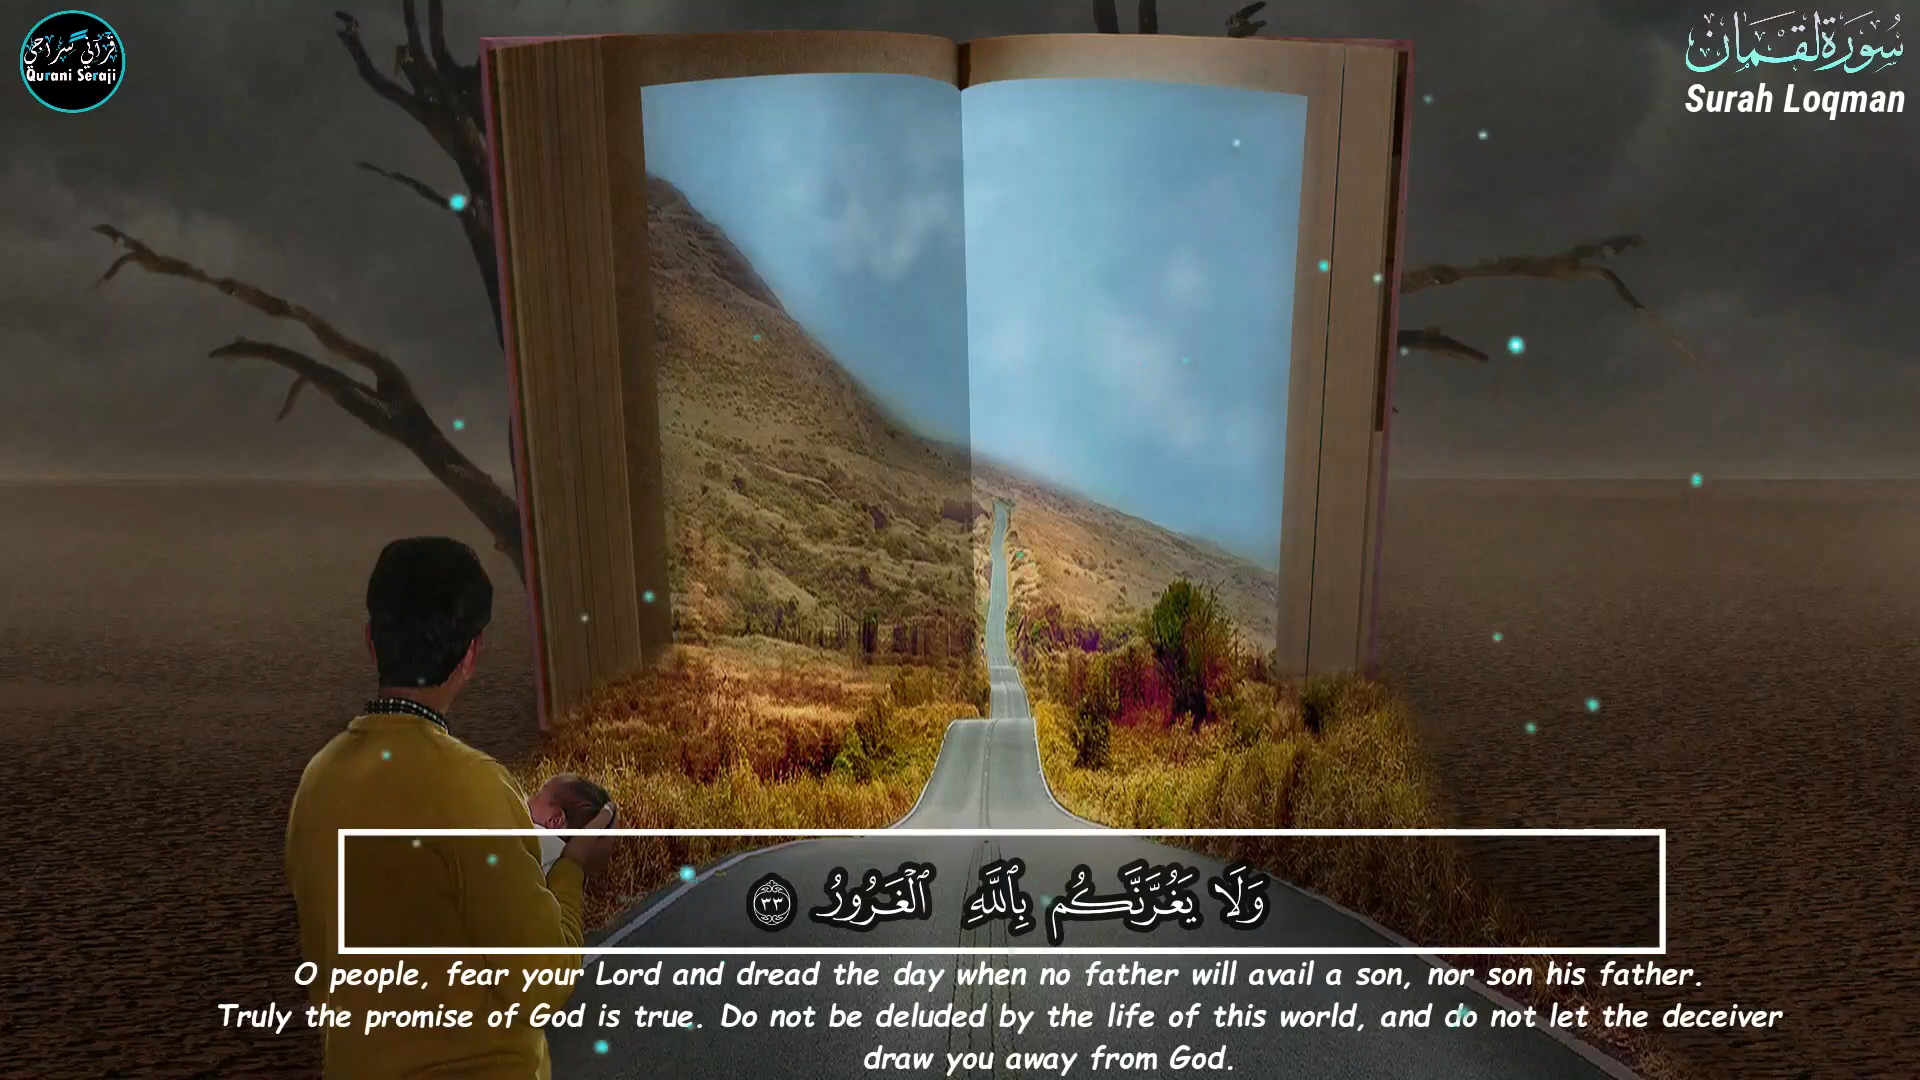 قرآني سراجي
Qurani Seraji
سُورَةُ لُقْمَان
Surah Loqman
وَلَا يَغُرَّنَّكُم بِٱللَّهِ ٱلْغَرُورُ ٣٣
O people, fear your Lord and dread the day when no father will avail a son, nor son his father.
Truly the promise of God is true. Do not be deluded by the life of this world, and do not let the deceiver
draw you away from God.